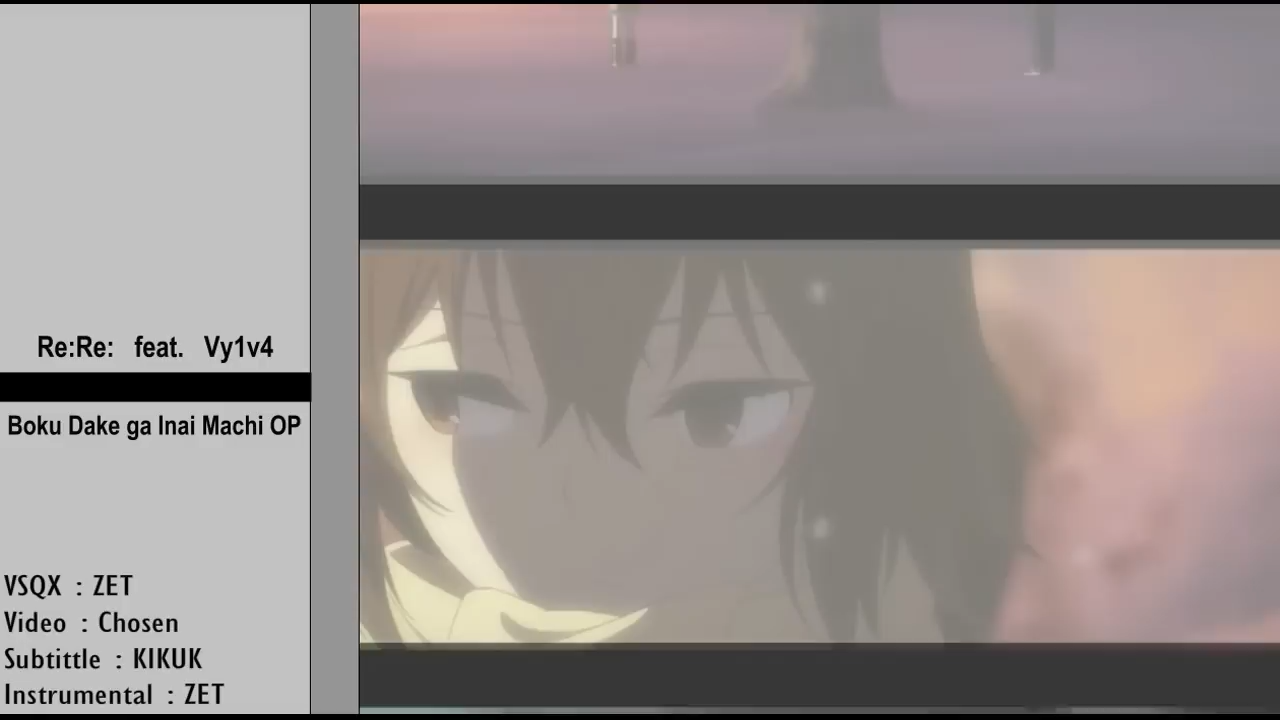 Re:Re: feat. Vy1v4
Boku Dake ga Inai Machi OP
VSQX : ZET
Video : Chosen
Subtittle : KIKUK
Instrumental : ZET